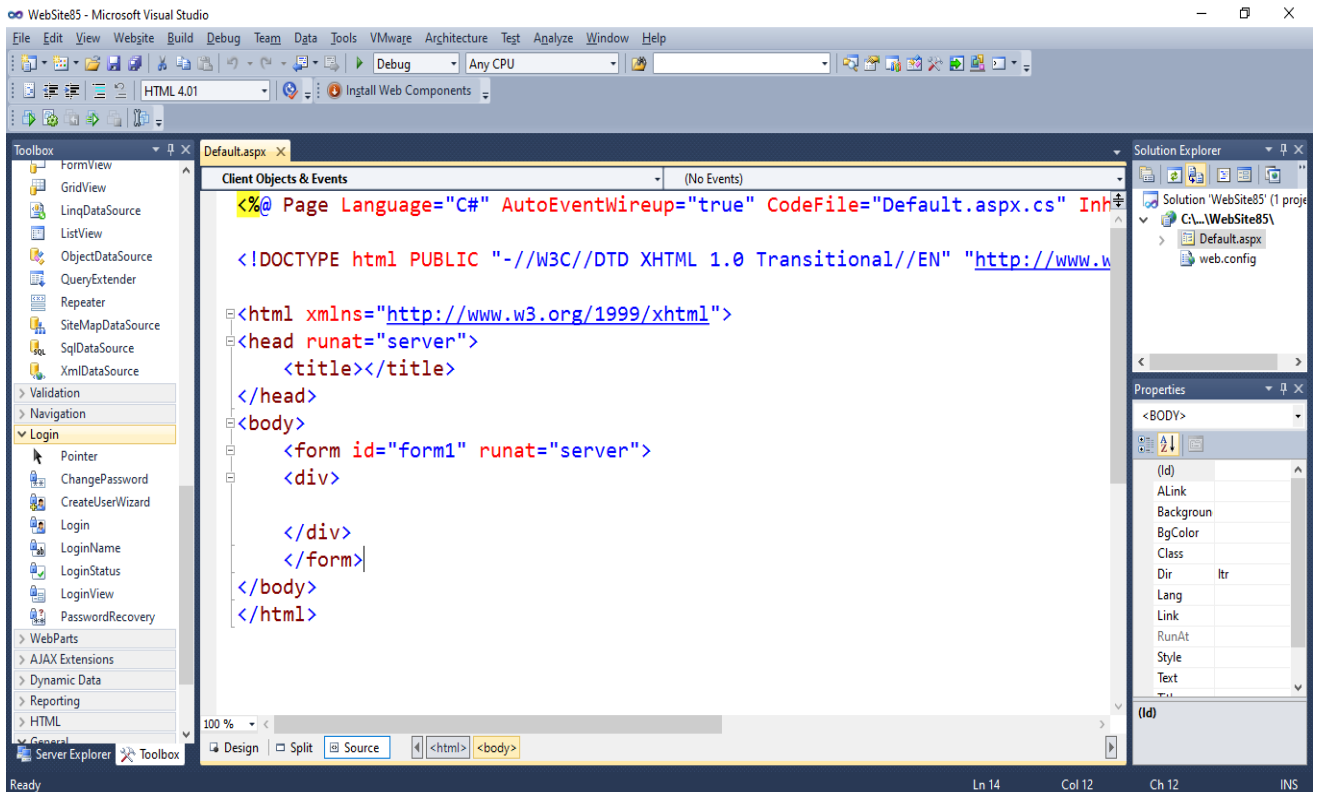 WebSite85 - Microsoft Visual Studio
File Edit View Website Build Debug Team Data Tools VMware Architecture Test Analyze Window Help
Debug Any CPU
HTML 4.01 Install Web Components
Toolbox
FormView
GridView
LinqDataSource
ListView
ObjectDataSource
QueryExtender
Repeater
SiteMapDataSource
SqlDataSource
XmlDataSource
Validation
Navigation
Login
Pointer
ChangePassword
CreateUserWizard
Login
LoginName
LoginStatus
LoginView
PasswordRecovery
WebParts
AJAX Extensions
Dynamic Data
Reporting
HTML
General
Server Explorer Toolbox
Default.aspx
Client Objects & Events (No Events)
<%@ Page Language="C#" AutoEventWireup="true" CodeFile="Default.aspx.cs" Inh
<!DOCTYPE html PUBLIC "-//W3C//DTD XHTML 1.0 Transitional//EN" "http://www.w
<html xmlns="http://www.w3.org/1999/xhtml">
<head runat="server">
<title></title>
</head>
<body>
<form id="form1" runat="server">
<div>
</div>
</form>
</body>
</html>
100 %
Design Split Source <html> <body>
Solution Explorer
Solution 'WebSite85' (1 proje
C:\...\WebSite85\
Default.aspx
web.config
Properties
<BODY>
(Id)
ALink
Backgroun
BgColor
Class
Dir ltr
Lang
Link
RunAt
Style
Text
(Id)
Ready Ln 14 Col 12 Ch 12 INS